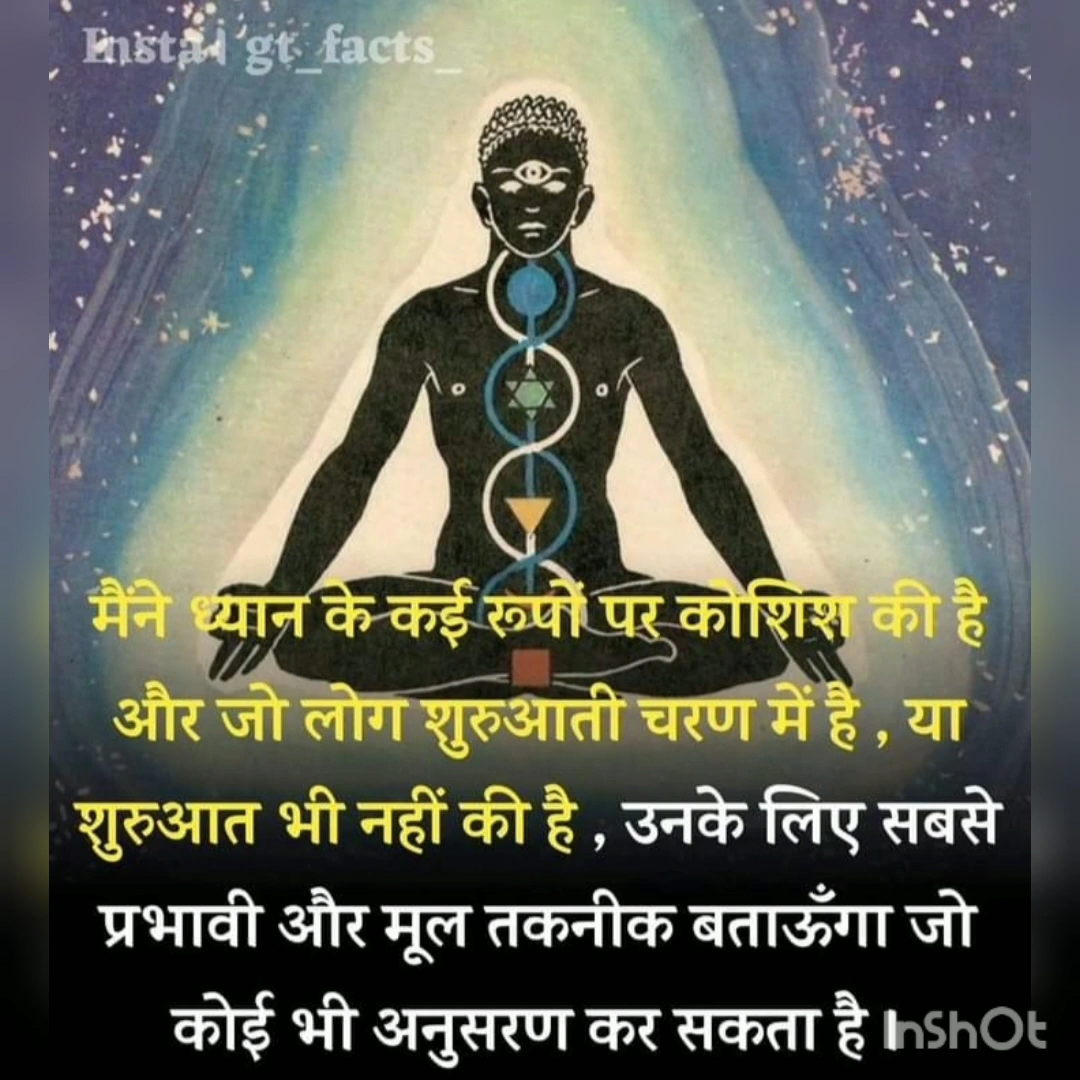 Insta| gt_facts_
मैंने ध्यान के कई रूपों पर कोशिश की है
और जो लोग शुरुआती चरण में है , या
शुरुआत भी नहीं की है , उनके लिए सबसे
प्रभावी और मूल तकनीक बताऊँगा जो
कोई भी अनुसरण कर सकता है ।
InShOt